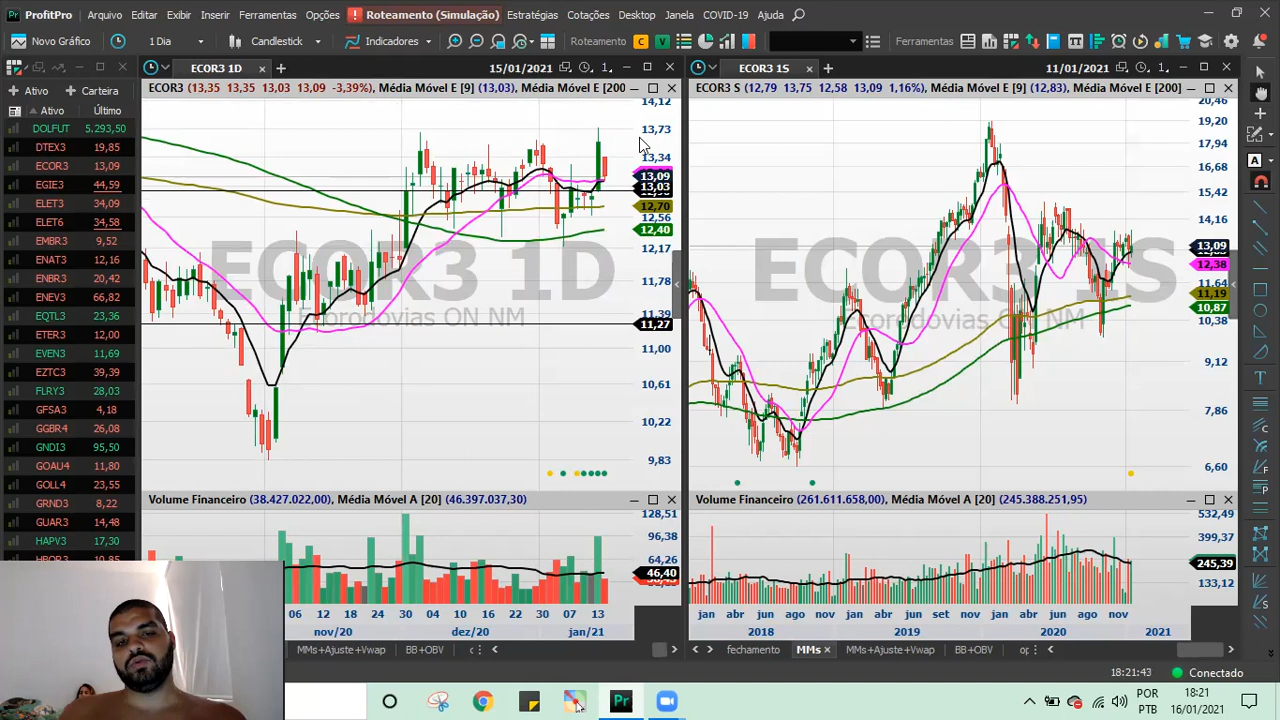 ProfitPro Arquivo Editar Exibir Inserir Ferramentas Opções Roteamento (Simulação) Estratégias Cotações Desktop Janela COVID-19 Ajuda
Novo Gráfico 1 Dia Candlestick Indicadores Roteamento C V Ferramentas
ECOR3 1D 15/01/2021 1
ECOR3 1S 11/01/2021 1
Ativo Carteira
Ativo Último
DOLFUT 5.293,50
DTEX3 19,85
ECOR3 13,09
EGIE3 44,59
ELET3 34,09
ELET6 34,58
EMBR3 9,52
ENAT3 12,16
ENBR3 20,42
ENEV3 66,82
EQTL3 23,36
ETER3 12,00
EVEN3 11,69
EZTC3 39,39
FLRY3 28,03
GFSA3 4,18
GGBR4 26,08
GNDI3 95,50
GOAU4 11,80
GOLL4 23,55
GRND3 8,22
GUAR3 14,48
HAPV3 17,30
ECOR3 (13,35 13,35 13,03 13,09 -3,39%) Média Móvel E [9] (13,03), Média Móvel E [200
14,12
13,73
13,34
13,09
13,03
12,70
12,56
12,40
12,17
11,78
11,39
11,27
11,00
10,61
10,22
9,83
ECOR3 1D
Ecorodovias ON NM
Volume Financeiro (38.427.022,00), Média Móvel A [20] (46.397.037,30)
128,51
96,38
64,26
46,40
06 12 18 24 30 04 10 16 22 30 07 13
nov/20 dez/20 jan/21
MMs+Ajuste+Vwap BB+OBV
ECOR3 S (12,79 13,75 12,58 13,09 1,16%) Média Móvel E [9] (12,83), Média Móvel E [200]
20,46
19,20
17,94
16,68
15,42
14,16
13,09
12,38
11,64
11,19
10,87
10,38
9,12
7,86
6,60
Volume Financeiro (261.611.658,00), Média Móvel A [20] (245.388.251,95)
532,49
399,37
245,39
133,12
jan abr jun ago nov jan abr jun set nov jan abr jun ago nov
2018 2019 2020 2021
fechamento MMs MMs+Ajuste+Vwap BB+OBV
18:21:43 Conectado
Pr
POR
PTB
18:21
16/01/2021